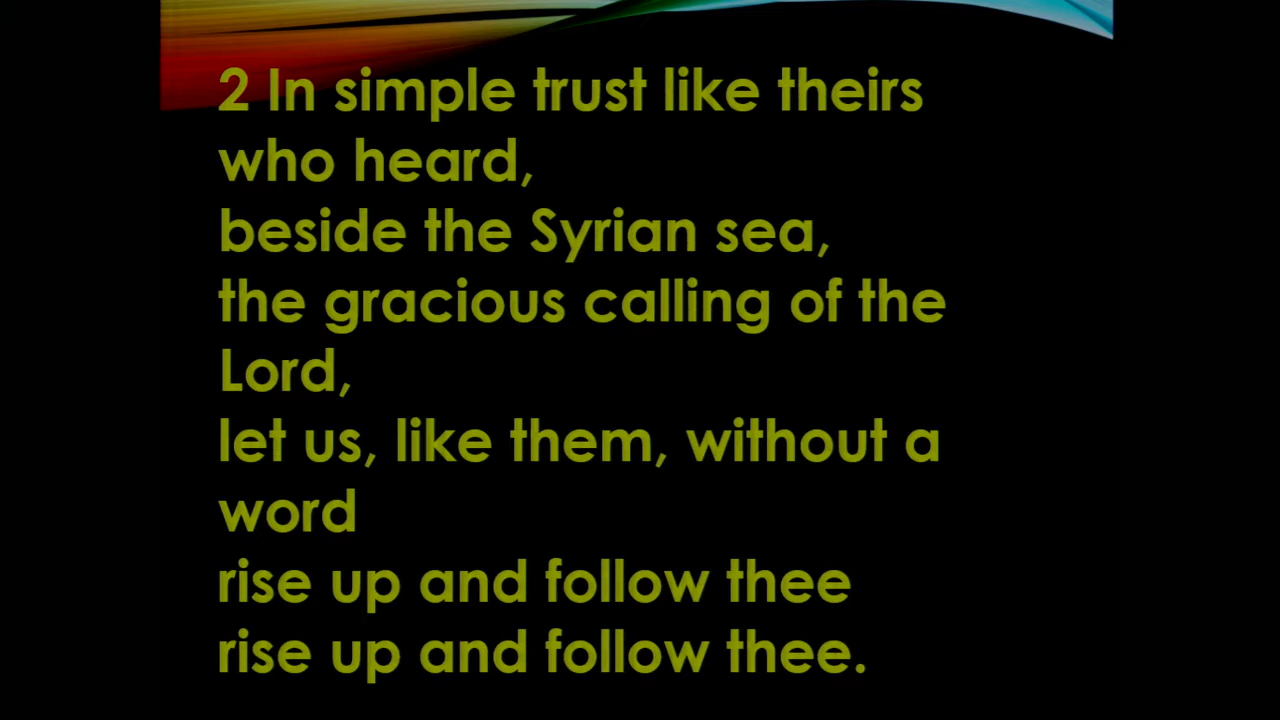 2 In simple trust like theirs
who heard,
beside the Syrian sea,
the gracious calling of the
Lord,
let us, like them, without a
word
rise up and follow thee
rise up and follow thee.